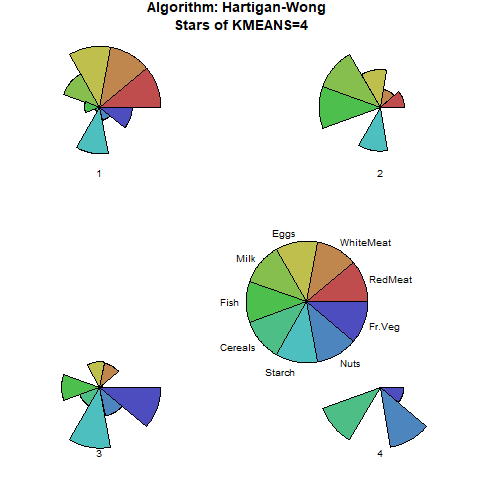 Algorithm: Hartigan-Wong
Stars of KMEANS=4
1
2
Eggs
WhiteMeat
Milk
RedMeat
Fish
Fr.Veg
Cereals
Nuts
Starch
3
4